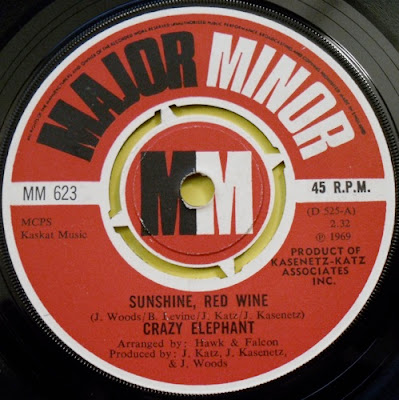 MAJOR MINOR
MM
MM 623
45 R.P.M.
MCPS
Kaskat Music
(D 525-A)
2.32
℗ 1969
PRODUCT OF
KASENETZ-KATZ
ASSOCIATES
INC.
SUNSHINE, RED WINE
(J. Woods/B. Levine/J. Katz/J. Kasenetz)
CRAZY ELEPHANT
Arranged by: Hawk & Falcon
Produced by: J. Katz, J. Kasenetz,
& J. Woods